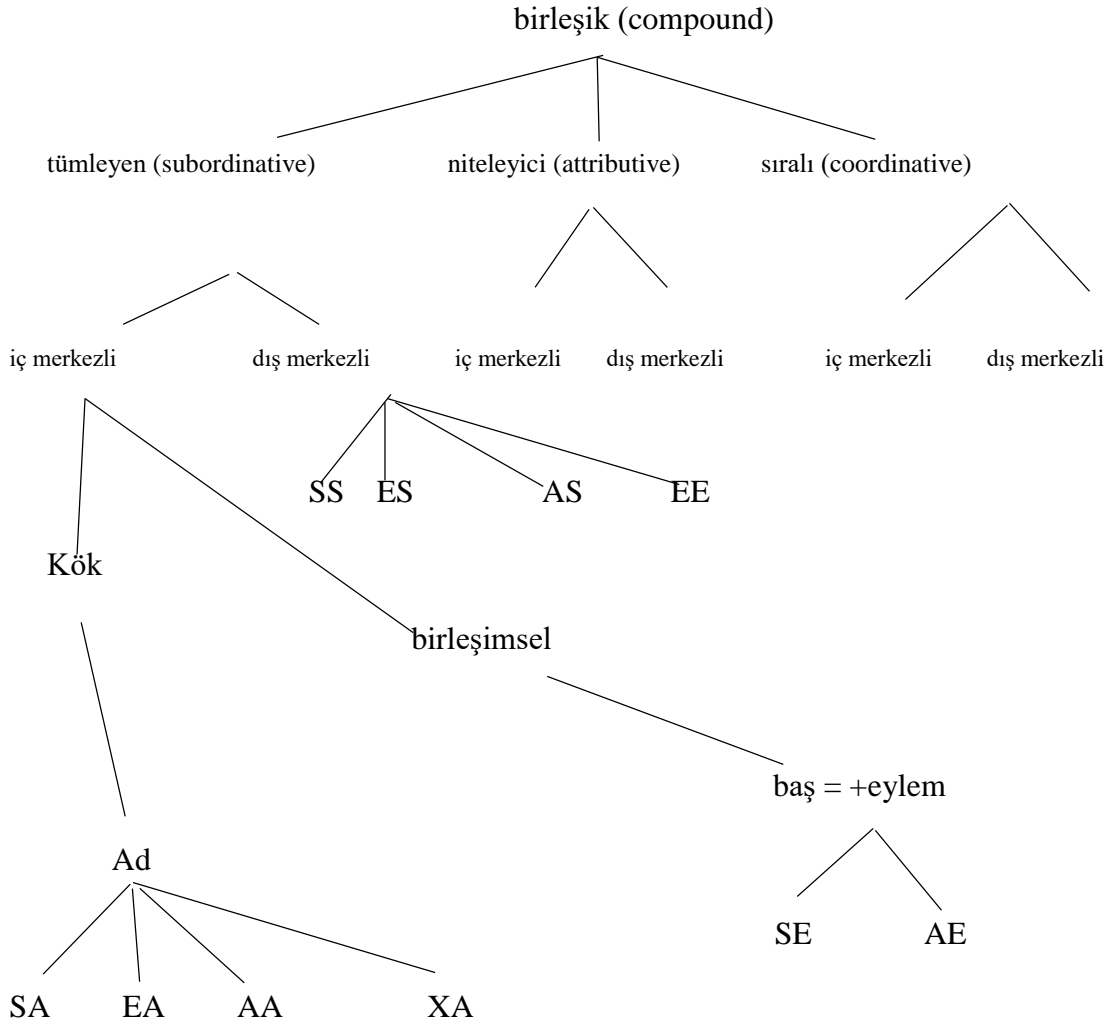 birleşik (compound)
tümleyen (subordinative) niteleyici (attributive) sıralı (coordinative)
iç merkezli dış merkezli iç merkezli dış merkezli iç merkezli dış merkezli
SS ES AS EE
Kök
birleşimsel
baş = +eylem
Ad
SE AE
SA EA AA XA